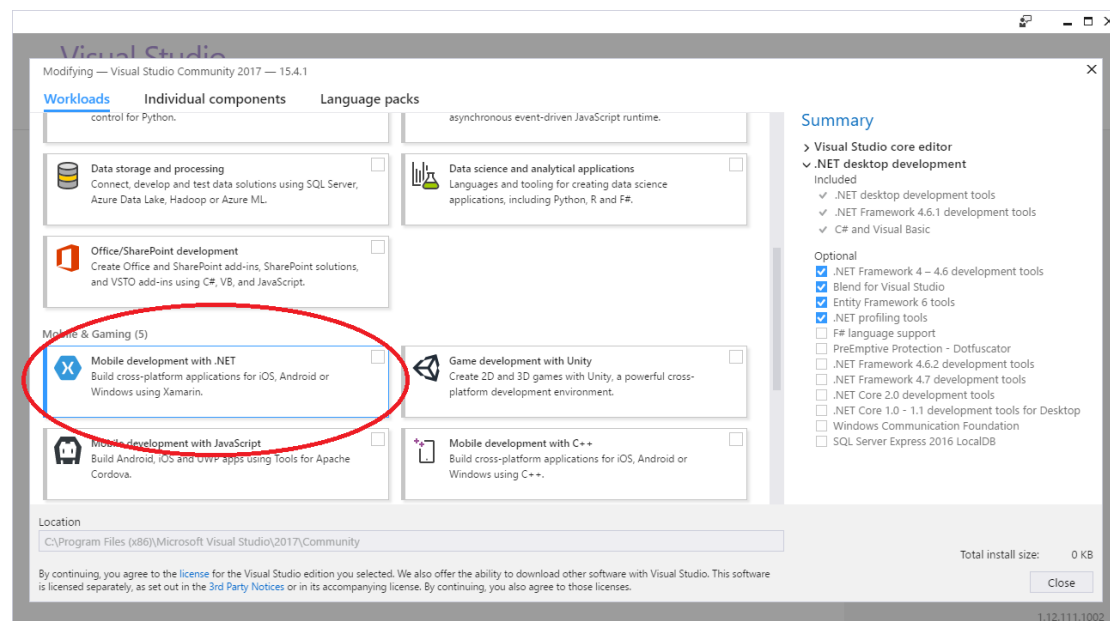 Visual Studio
Modifying — Visual Studio Community 2017 — 15.4.1
Workloads
Individual components
Language packs
control for Python.
asynchronous event-driven JavaScript runtime.
Data storage and processing
Connect, develop and test data solutions using SQL Server,
Azure Data Lake, Hadoop or Azure ML.
Data science and analytical applications
Languages and tooling for creating data science
applications, including Python, R and F#.
Office/SharePoint development
Create Office and SharePoint add-ins, SharePoint solutions,
and VSTO add-ins using C#, VB, and JavaScript.
Mobile & Gaming (5)
Mobile development with .NET
Build cross-platform applications for iOS, Android or
Windows using Xamarin.
Game development with Unity
Create 2D and 3D games with Unity, a powerful cross-
platform development environment.
Mobile development with JavaScript
Build Android, iOS and UWP apps using Tools for Apache
Cordova.
Mobile development with C++
Build cross-platform applications for iOS, Android or
Windows using C++.
Summary
Visual Studio core editor
.NET desktop development
Included
.NET desktop development tools
.NET Framework 4.6.1 development tools
C# and Visual Basic
Optional
.NET Framework 4 – 4.6 development tools
Blend for Visual Studio
Entity Framework 6 tools
.NET profiling tools
F# language support
PreEmptive Protection - Dotfuscator
.NET Framework 4.6.2 development tools
.NET Framework 4.7 development tools
.NET Core 2.0 development tools
.NET Core 1.0 - 1.1 development tools for Desktop
Windows Communication Foundation
SQL Server Express 2016 LocalDB
Location
C:\Program Files (x86)\Microsoft Visual Studio\2017\Community
Total install size: 0 KB
By continuing, you agree to the license for the Visual Studio edition you selected. We also offer the ability to download other software with Visual Studio. This software
is licensed separately, as set out in the 3rd Party Notices or in its accompanying license. By continuing, you also agree to those licenses.
Close
1.12.111.1002